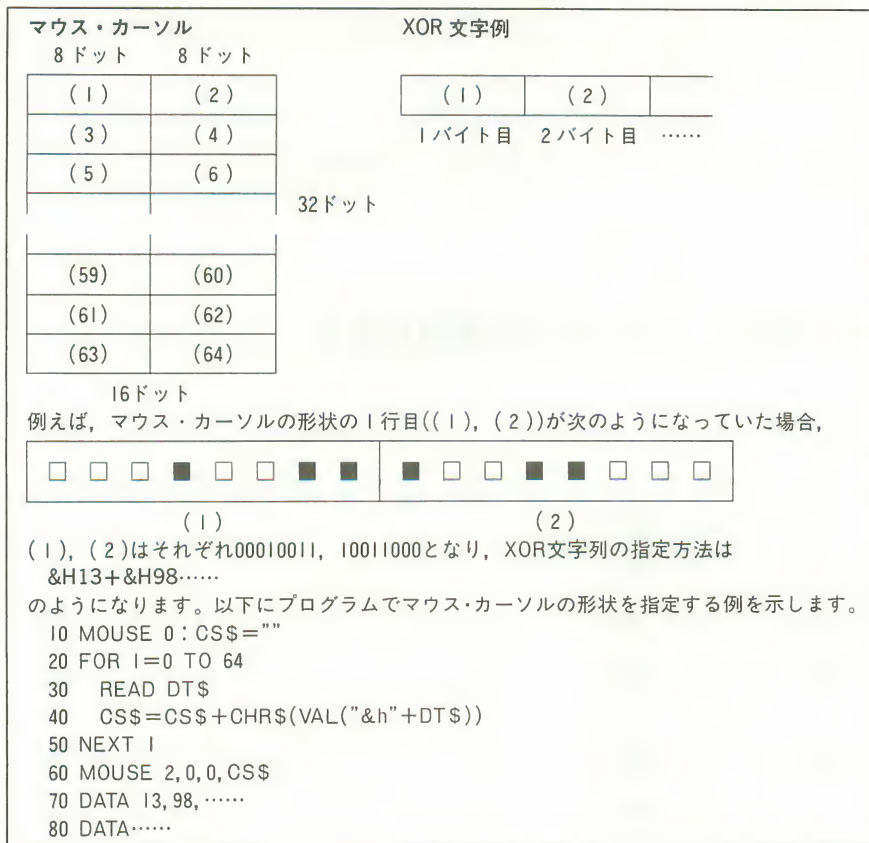 マウス・カーソル
8ドット 8ドット
(1) (2)
(3) (4)
(5) (6)
32ドット
(59) (60)
(61) (62)
(63) (64)
16ドット
XOR 文字例
(1) (2)
1バイト目 2バイト目 ……
例えば，マウス・カーソルの形状の1行目((1)，(2))が次のようになっていた場合，
□ □ □ ■ □ □ ■ ■ ■ □ □ ■ ■ □ □ □
(1) (2)
(1)，(2)はそれぞれ00010011，10011000となり，XOR文字列の指定方法は
&H13+&H98……
のようになります。以下にプログラムでマウス・カーソルの形状を指定する例を示します。
10 MOUSE 0：CS$=""
20 FOR I=0 TO 64
30 READ DT$
40 CS$=CS$+CHR$(VAL("&h"+DT$))
50 NEXT I
60 MOUSE 2,0,0,CS$
70 DATA 13,98,……
80 DATA……